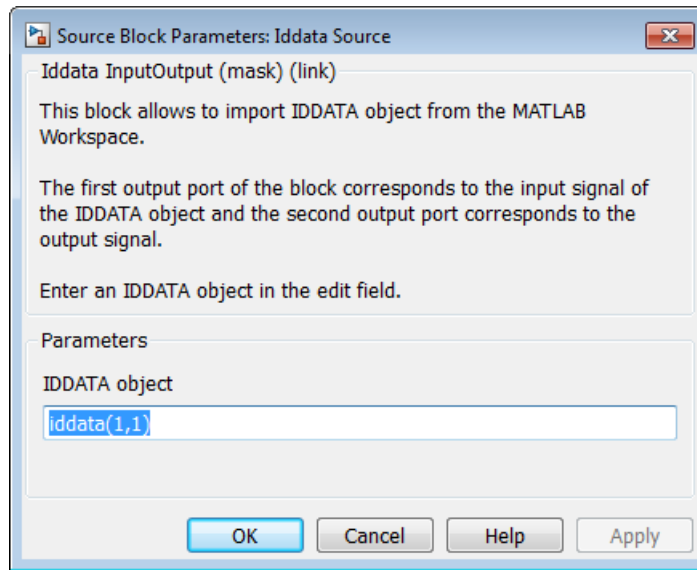 Source Block Parameters: Iddata Source
Iddata InputOutput (mask) (link)
This block allows to import IDDATA object from the MATLAB
Workspace.
The first output port of the block corresponds to the input signal of
the IDDATA object and the second output port corresponds to the
output signal.
Enter an IDDATA object in the edit field.
Parameters
IDDATA object
iddata(1,1)
OK Cancel Help Apply